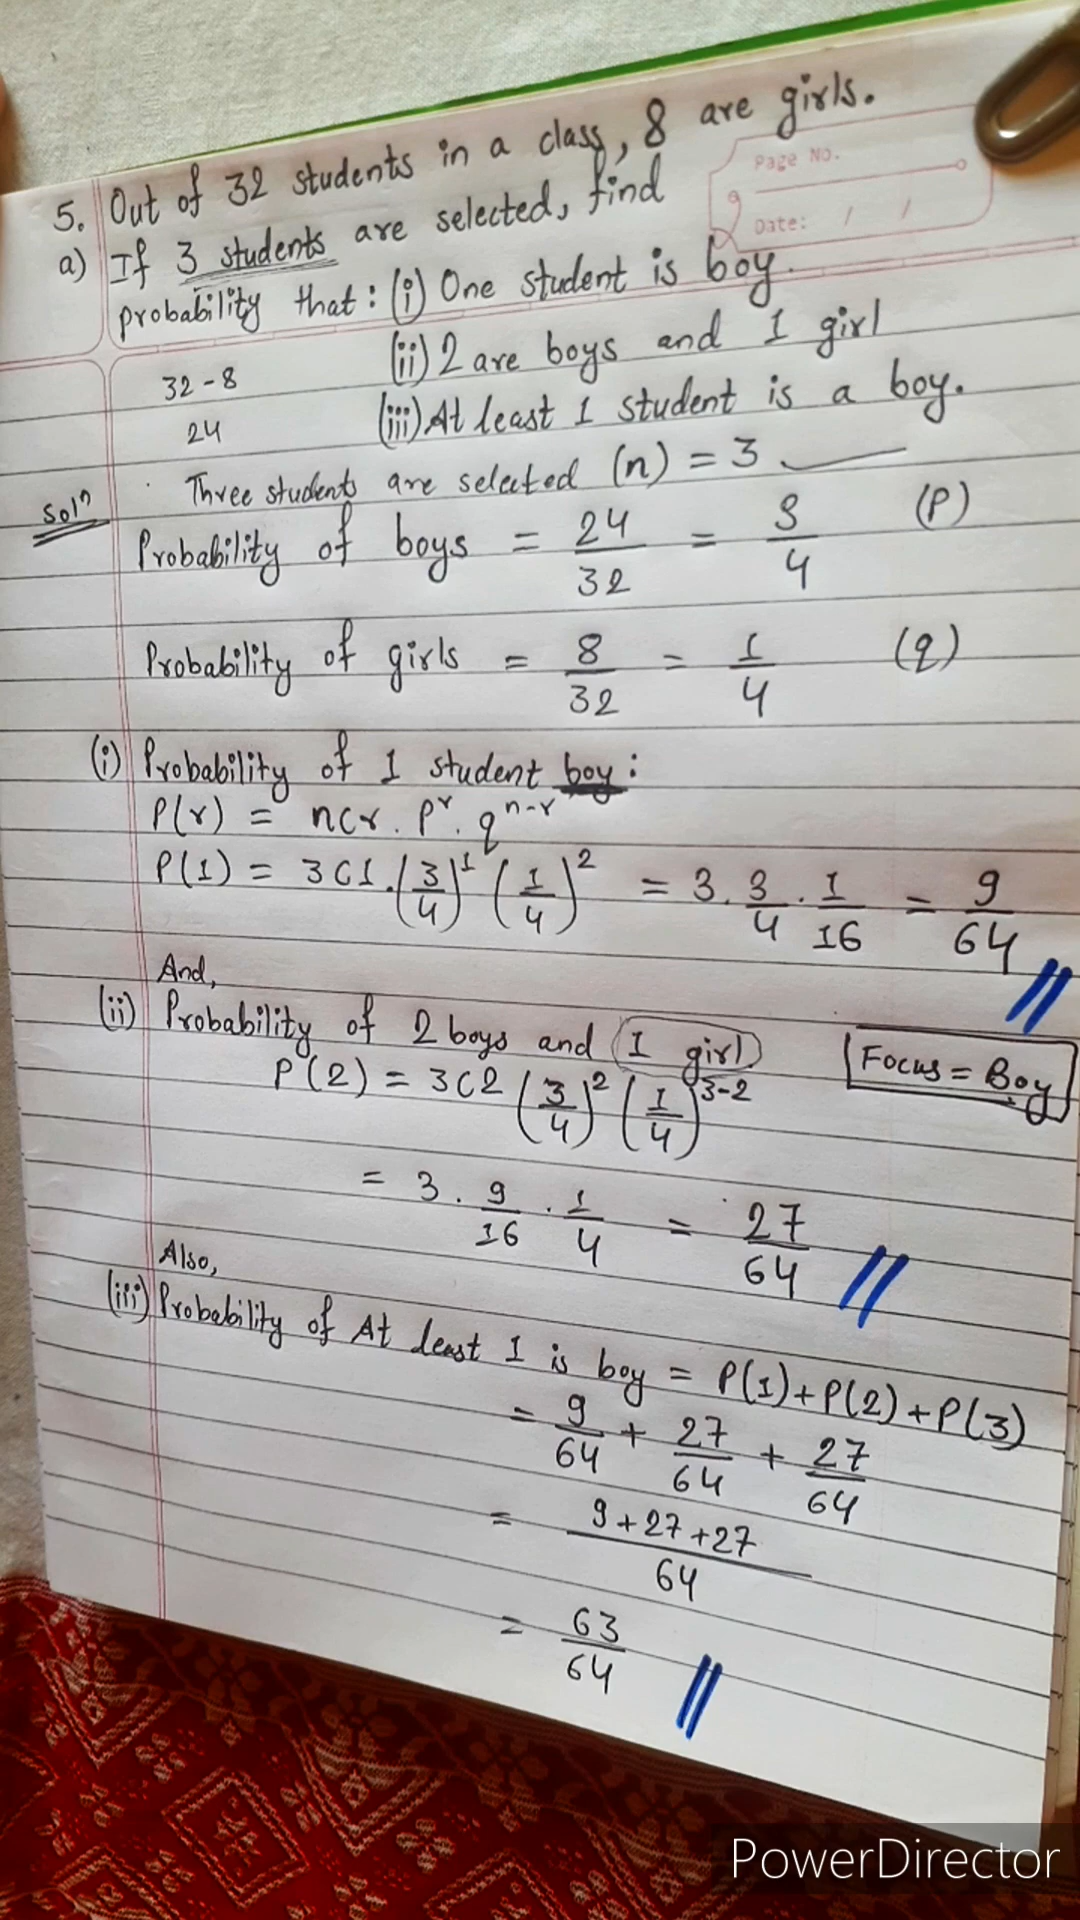 5. Out of 32 students in a class, 8 are girls.
Page No.
Date: / /
a) If 3 students are selected, find
probability that: (i) One student is boy.
(ii) 2 are boys and 1 girl
32-8
(iii) At least 1 student is a boy.
24
Soln
Three students are selected (n) = 3
Probability of boys = 24/32 = 3/4 (P)
Probability of girls = 8/32 = 1/4 (q)
(i) Probability of 1 student boy:
P(r) = ncr. p^r. q^n-r
P(1) = 3C1. (3/4)^1 (1/4)^2 = 3. 3/4 . 1/16 = 9/64 //
And,
(ii) Probability of 2 boys and 1 girl
Focus = Boy
P(2) = 3C2 (3/4)^2 (1/4)^3-2
= 3 . 9/16 . 1/4 = 27/64 //
Also,
(iii) Probability of At least 1 is boy = P(1)+P(2)+P(3)
= 9/64 + 27/64 + 27/64
= 9+27+27/64
= 63/64 //
PowerDirector